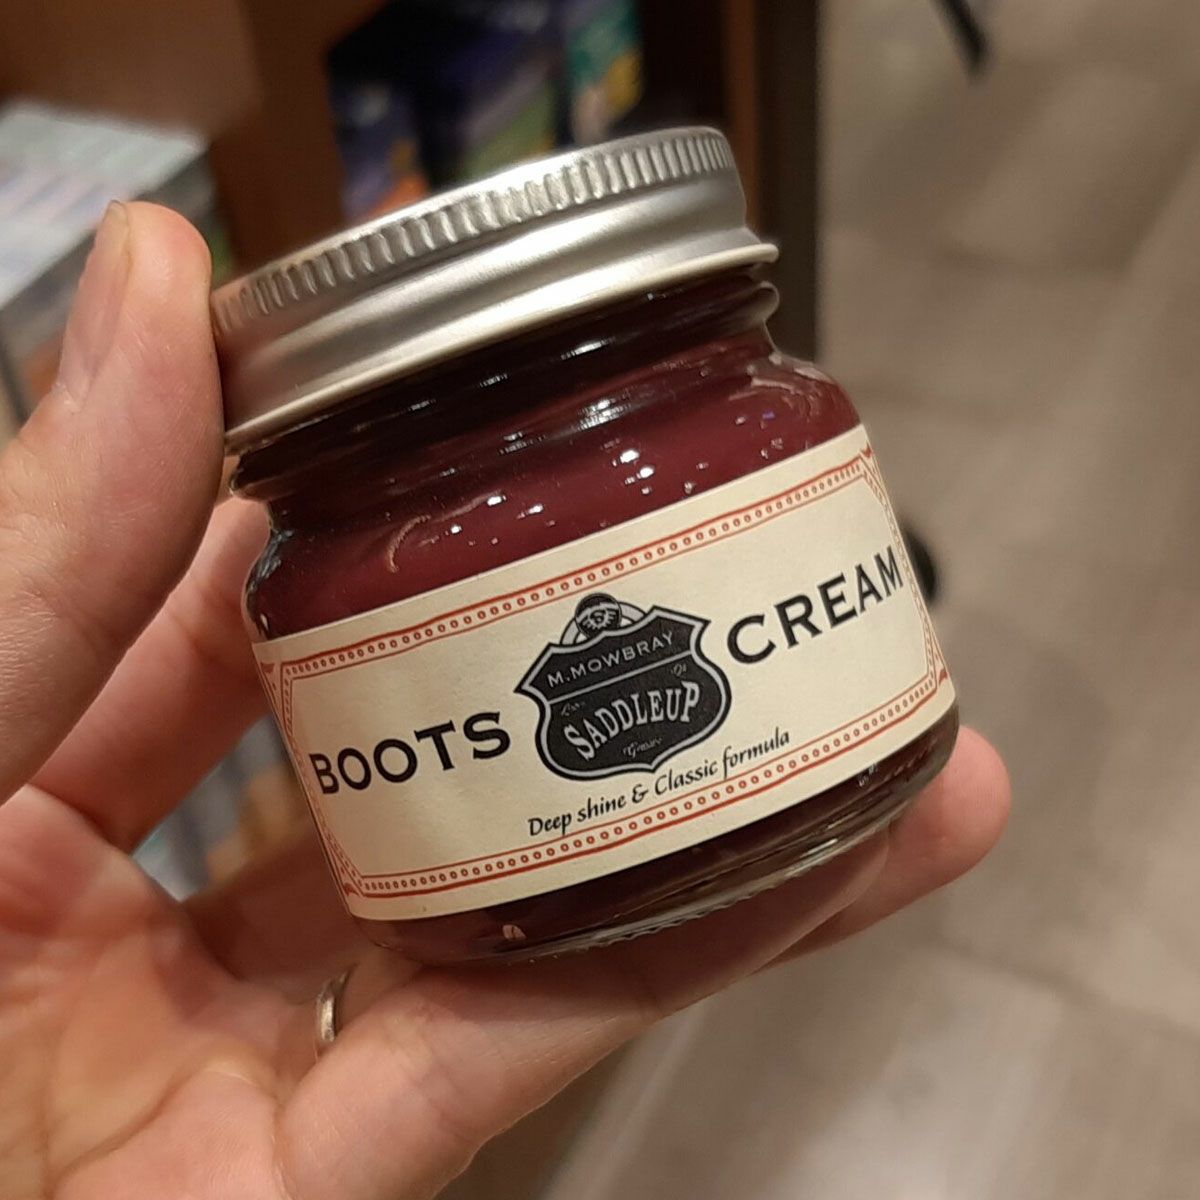 BOOTS
M.MOWBRAY
SADDLEUP
CREAM
Deep shine & Classic formula